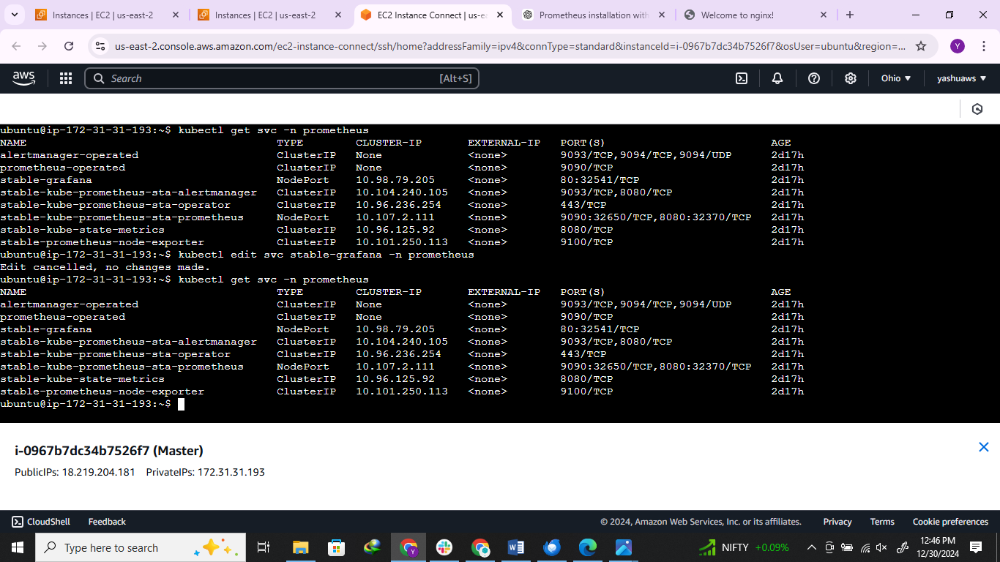 Instances | EC2 | us-east-2
Instances | EC2 | us-east-2
EC2 Instance Connect | us-ea
Prometheus installation with
Welcome to nginx!
us-east-2.console.aws.amazon.com/ec2-instance-connect/ssh/home?addressFamily=ipv4&connType=standard&instanceId=i-0967b7dc34b7526f7&osUser=ubuntu&region=...
Y
aws
Search
[Alt+S]
Ohio
yashuaws
ubuntu@ip-172-31-31-193:~$ kubectl get svc -n prometheus
NAME TYPE CLUSTER-IP EXTERNAL-IP PORT(S) AGE
alertmanager-operated ClusterIP None <none> 9093/TCP,9094/TCP,9094/UDP 2d17h
prometheus-operated ClusterIP None <none> 9090/TCP 2d17h
stable-grafana NodePort 10.98.79.205 <none> 80:32541/TCP 2d17h
stable-kube-prometheus-sta-alertmanager ClusterIP 10.104.240.105 <none> 9093/TCP,8080/TCP 2d17h
stable-kube-prometheus-sta-operator ClusterIP 10.96.236.254 <none> 443/TCP 2d17h
stable-kube-prometheus-sta-prometheus NodePort 10.107.2.111 <none> 9090:32650/TCP,8080:32370/TCP 2d17h
stable-kube-state-metrics ClusterIP 10.96.125.92 <none> 8080/TCP 2d17h
stable-prometheus-node-exporter ClusterIP 10.101.250.113 <none> 9100/TCP 2d17h
ubuntu@ip-172-31-31-193:~$ kubectl edit svc stable-grafana -n prometheus
Edit cancelled, no changes made.
ubuntu@ip-172-31-31-193:~$ kubectl get svc -n prometheus
NAME TYPE CLUSTER-IP EXTERNAL-IP PORT(S) AGE
alertmanager-operated ClusterIP None <none> 9093/TCP,9094/TCP,9094/UDP 2d17h
prometheus-operated ClusterIP None <none> 9090/TCP 2d17h
stable-grafana NodePort 10.98.79.205 <none> 80:32541/TCP 2d17h
stable-kube-prometheus-sta-alertmanager ClusterIP 10.104.240.105 <none> 9093/TCP,8080/TCP 2d17h
stable-kube-prometheus-sta-operator ClusterIP 10.96.236.254 <none> 443/TCP 2d17h
stable-kube-prometheus-sta-prometheus NodePort 10.107.2.111 <none> 9090:32650/TCP,8080:32370/TCP 2d17h
stable-kube-state-metrics ClusterIP 10.96.125.92 <none> 8080/TCP 2d17h
stable-prometheus-node-exporter ClusterIP 10.101.250.113 <none> 9100/TCP 2d17h
ubuntu@ip-172-31-31-193:~$
i-0967b7dc34b7526f7 (Master)
PublicIPs: 18.219.204.181 PrivateIPs: 172.31.31.193
CloudShell
Feedback
© 2024, Amazon Web Services, Inc. or its affiliates.
Privacy
Terms
Cookie preferences
Type here to search
NIFTY +0.09%
12:46 PM
12/30/2024